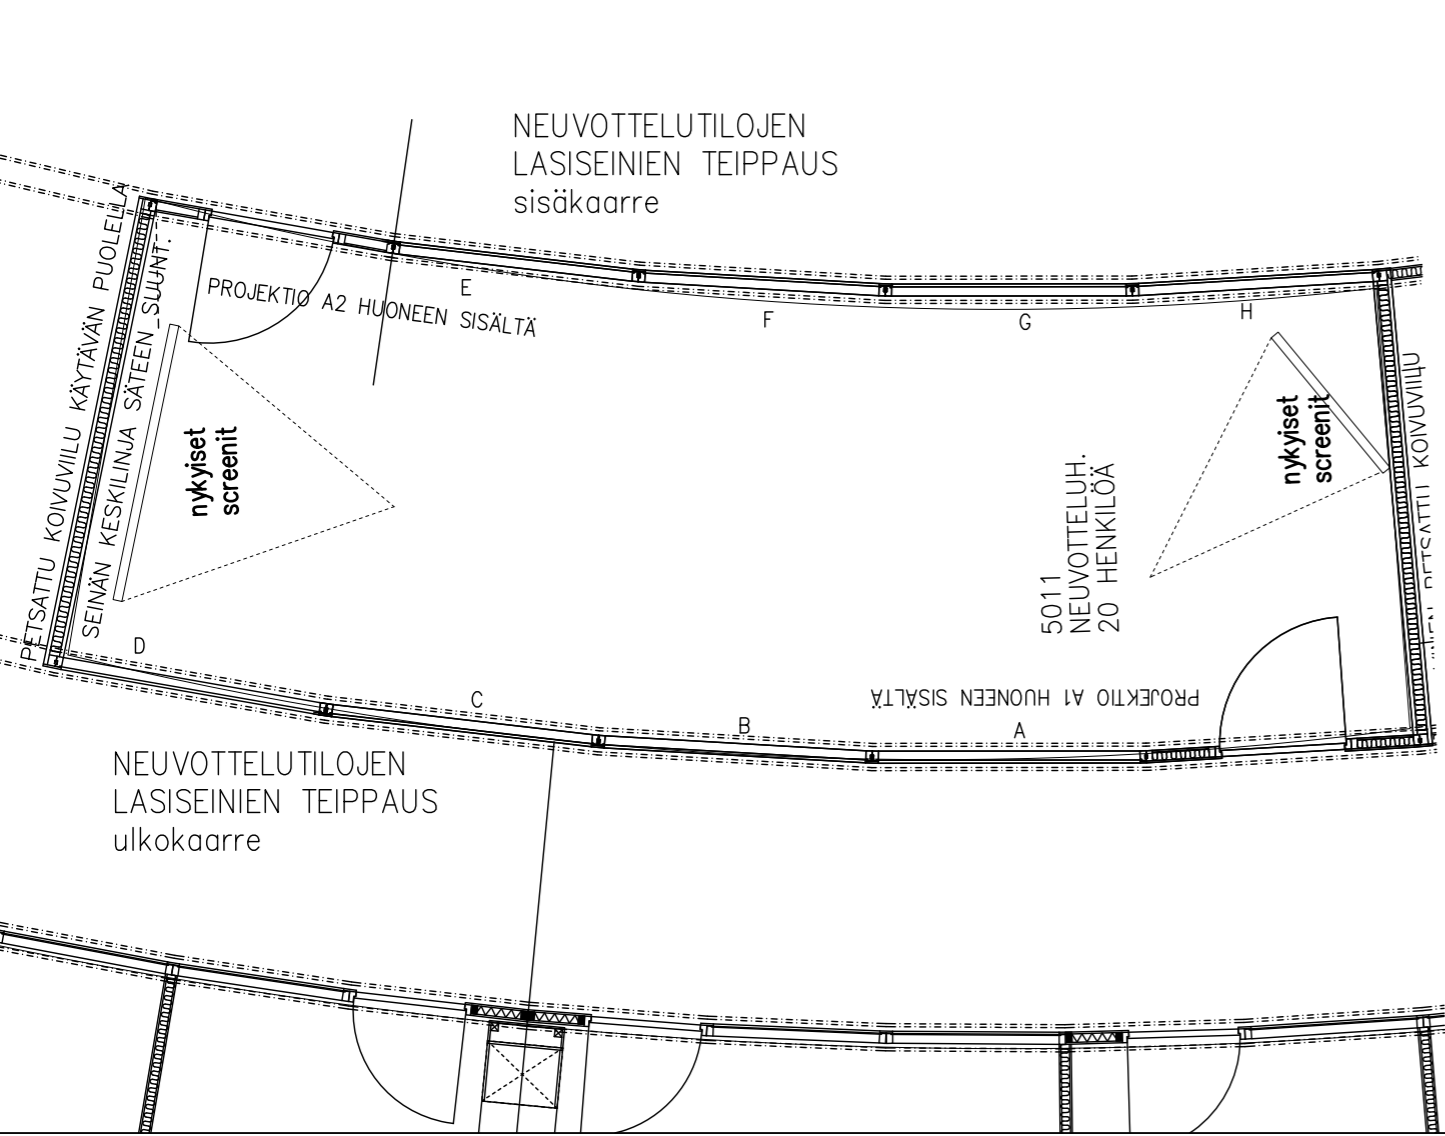 NEUVOTTELUTILOJEN
LASISEINIEN TEIPPAUS
sisäkaarre
PETSATTU KOIVUVIILU KÄYTÄVÄN PUOLELLA
SEINÄN KESKILINJA SÄTEEN SUUNT.
PROJEKTIO A2 HUONEEN SISÄLTÄ
E
F
G
H
nykyiset
screenit
nykyiset
screenit
KOIVUVIILU
5011
NEUVOTTELUH.
20 HENKILÖÄ
D
C
B
A
PROJEKTIO A1 HUONEEN SISÄLTÄ
NEUVOTTELUTILOJEN
LASISEINIEN TEIPPAUS
ulkokaarre